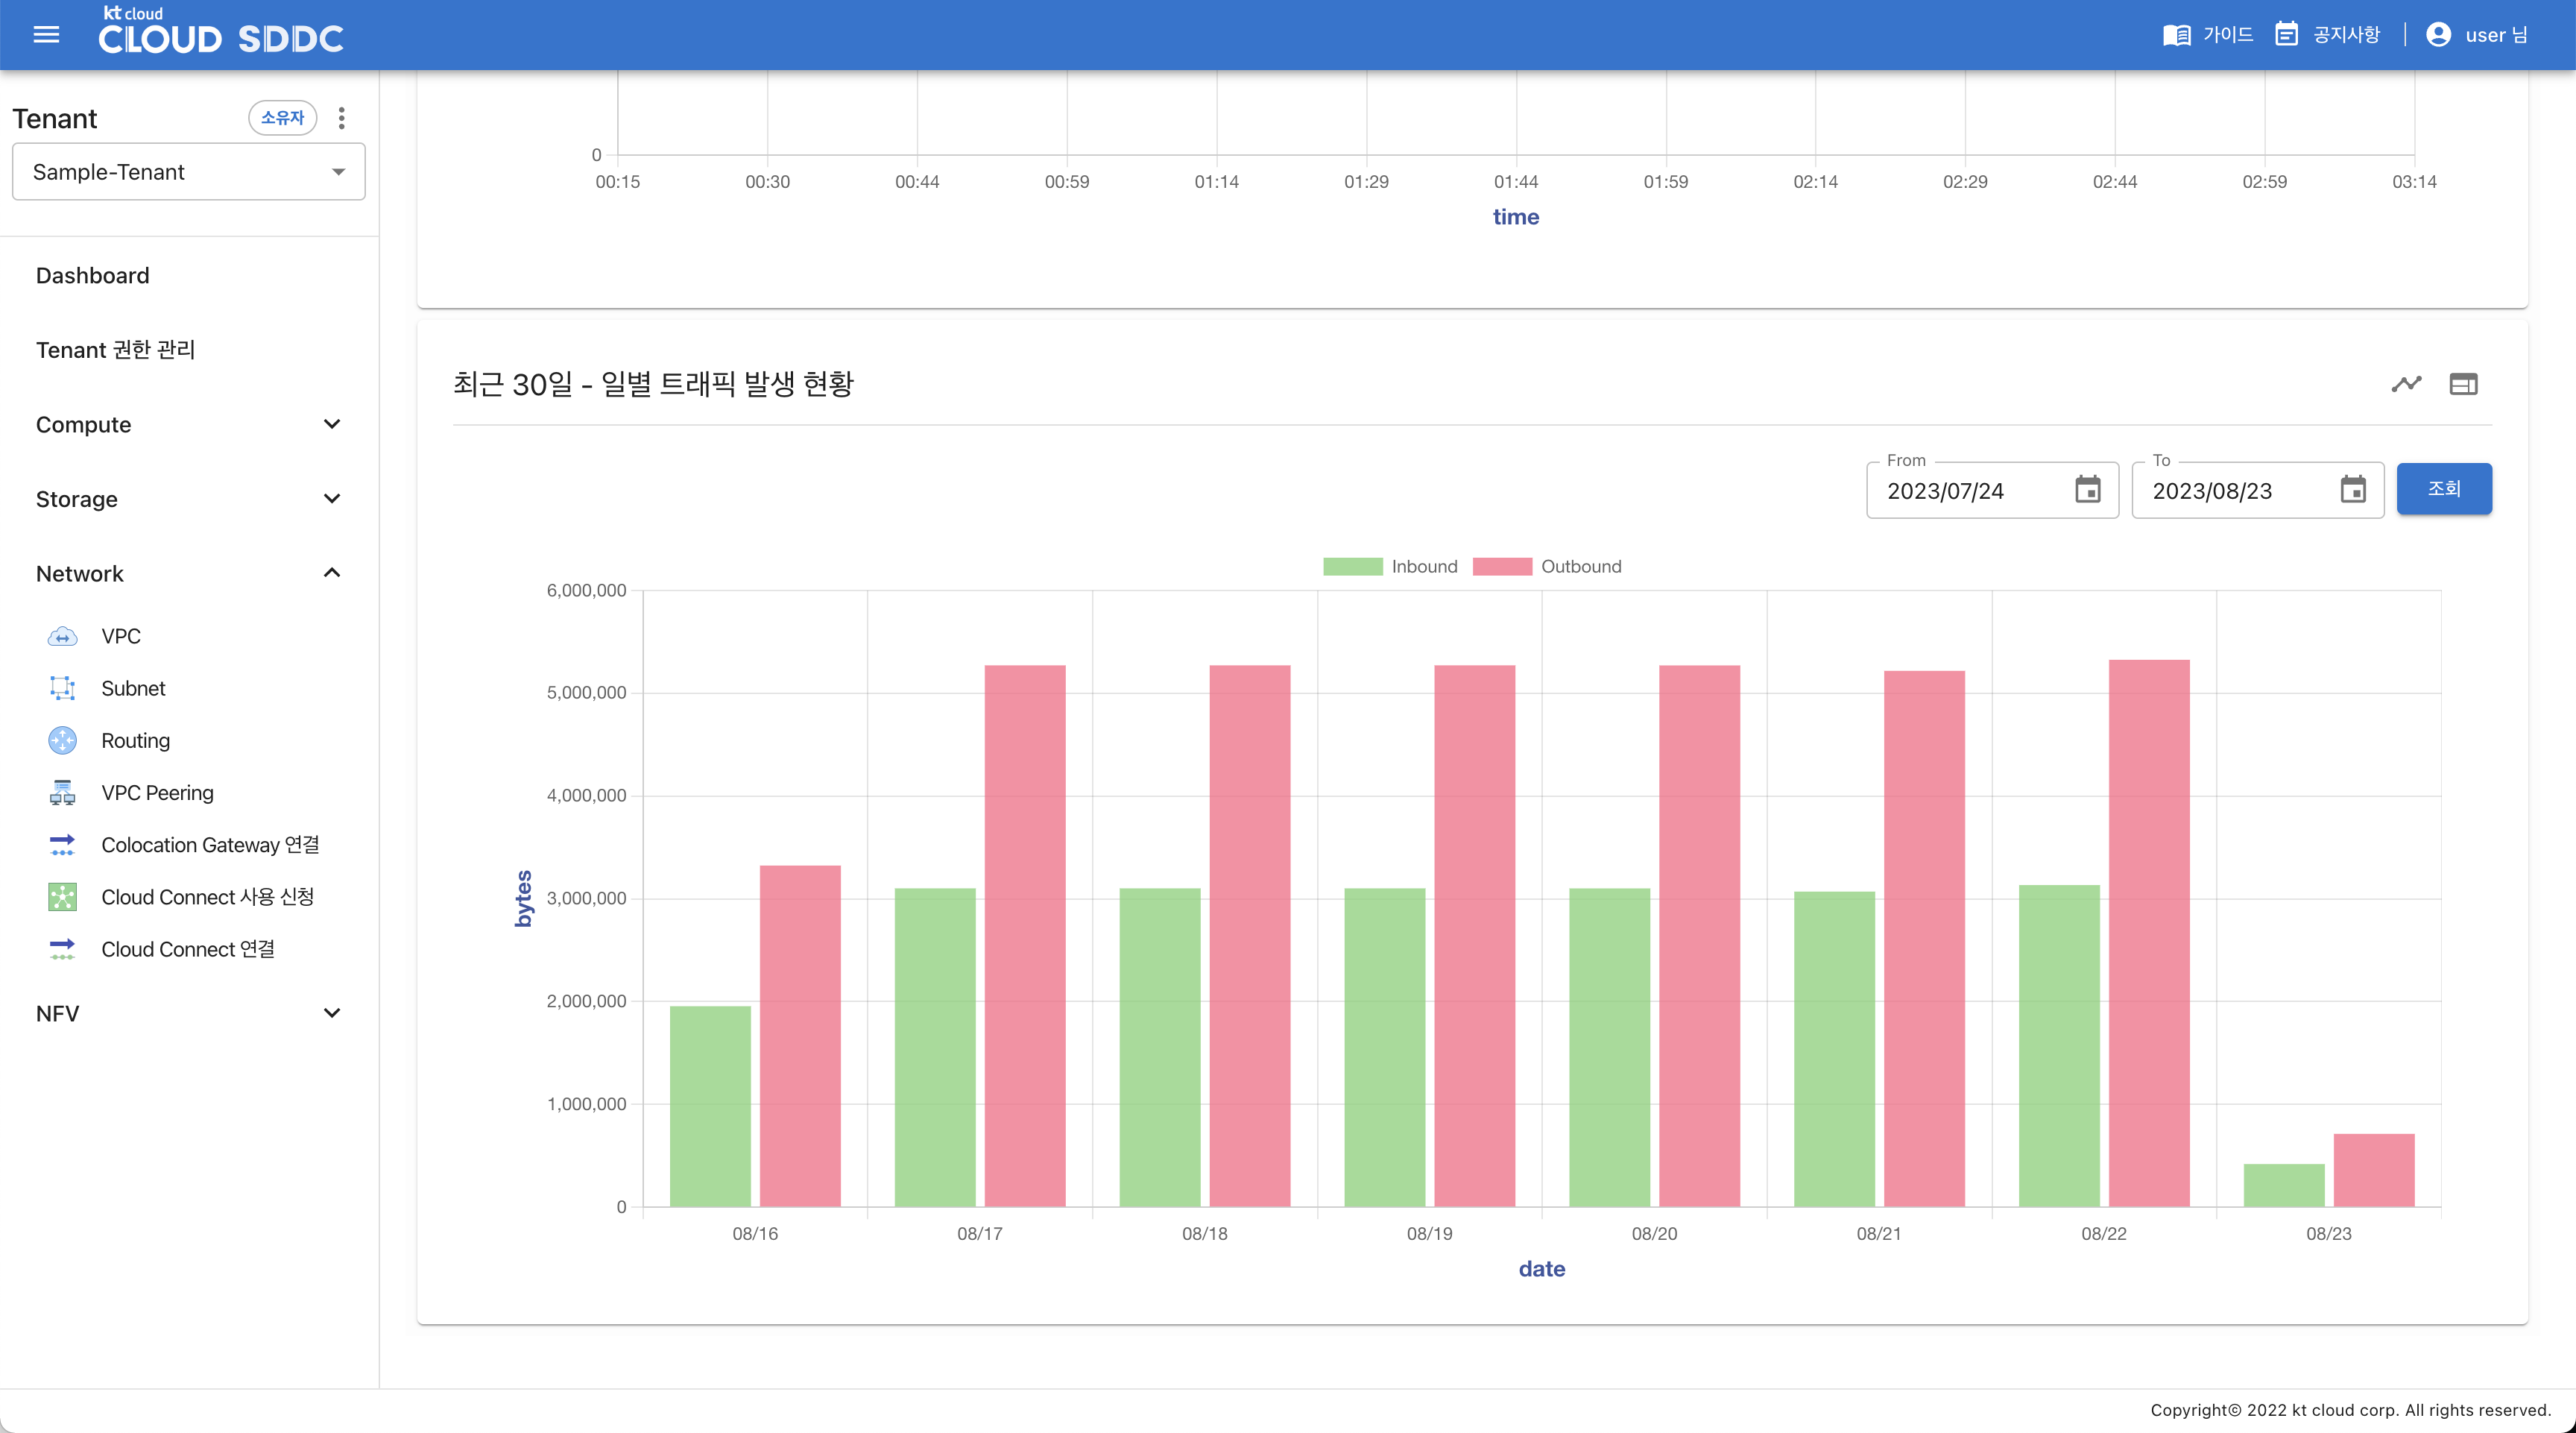 kt cloud
CLOUD SDDC
가이드
공지사항
user 님
Tenant
소유자
Sample-Tenant
Dashboard
Tenant 권한 관리
Compute
Storage
Network
VPC
Subnet
Routing
VPC Peering
Colocation Gateway 연결
Cloud Connect 사용 신청
Cloud Connect 연결
NFV
0
00:15 00:30 00:44 00:59 01:14 01:29 01:44 01:59 02:14 02:29 02:44 02:59 03:14
time
최근 30일 - 일별 트래픽 발생 현황
From
2023/07/24
To
2023/08/23
조회
Inbound Outbound
6,000,000
5,000,000
4,000,000
3,000,000
2,000,000
1,000,000
0
bytes
08/16 08/17 08/18 08/19 08/20 08/21 08/22 08/23
date
Copyright© 2022 kt cloud corp. All rights reserved.